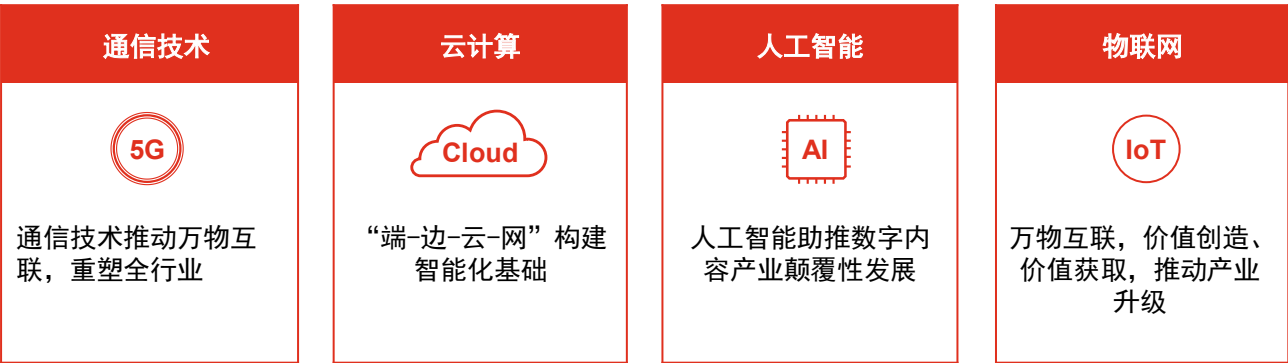 通信技术
5G
通信技术推动万物互
联，重塑全行业
云计算
Cloud
“端-边-云-网”构建
智能化基础
人工智能
AI
人工智能助推数字内
容产业颠覆性发展
物联网
IoT
万物互联，价值创造、
价值获取，推动产业
升级